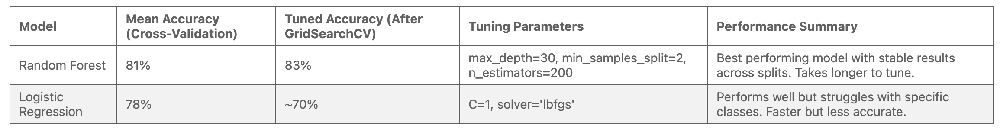 Model
Mean Accuracy
(Cross-Validation)
Tuned Accuracy (After
GridSearchCV)
Tuning Parameters
Performance Summary
Random Forest
81%
83%
max_depth=30, min_samples_split=2,
n_estimators=200
Best performing model with stable results
across splits. Takes longer to tune.
Logistic
Regression
78%
~70%
C=1, solver='lbfgs'
Performs well but struggles with specific
classes. Faster but less accurate.